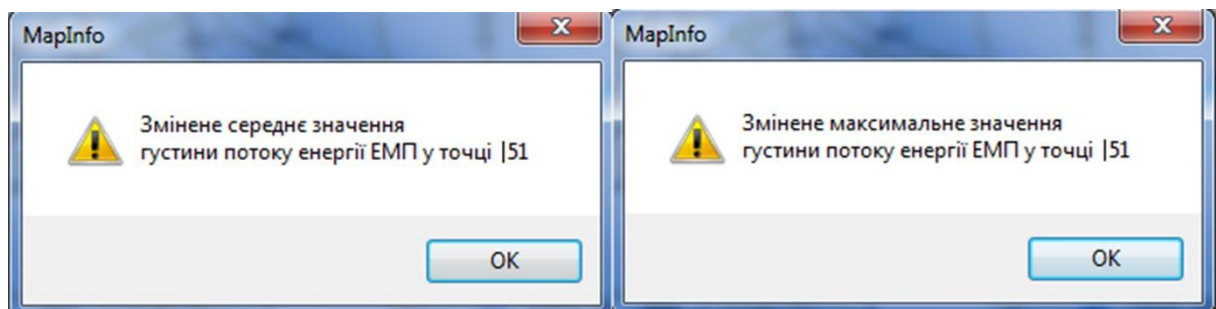 MapInfo
Змінене середнє значення
густини потоку енергії ЕМП у точці |51
OK
MapInfo
Змінене максимальне значення
густини потоку енергії ЕМП у точці |51
OK